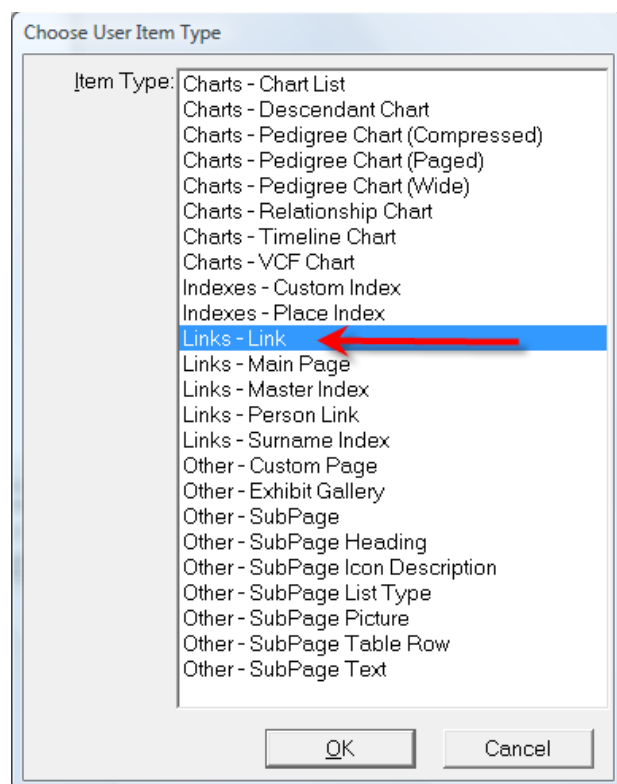 Choose User Item Type
Item Type:
Charts - Chart List
Charts - Descendant Chart
Charts - Pedigree Chart (Compressed)
Charts - Pedigree Chart (Paged)
Charts - Pedigree Chart (Wide)
Charts - Relationship Chart
Charts - Timeline Chart
Charts - VCF Chart
Indexes - Custom Index
Indexes - Place Index
Links - Link
Links - Main Page
Links - Master Index
Links - Person Link
Links - Surname Index
Other - Custom Page
Other - Exhibit Gallery
Other - SubPage
Other - SubPage Heading
Other - SubPage Icon Description
Other - SubPage List Type
Other - SubPage Picture
Other - SubPage Table Row
Other - SubPage Text
OK
Cancel